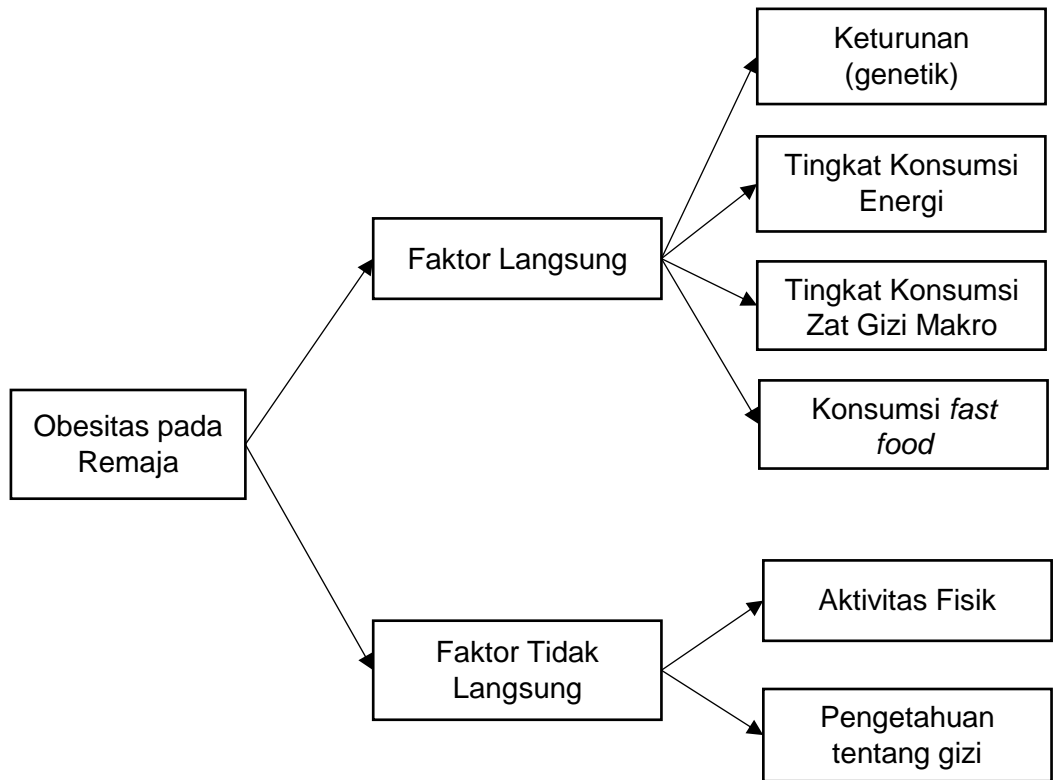 Keturunan
(genetik)
Tingkat Konsumsi
Energi
Faktor Langsung
Tingkat Konsumsi
Zat Gizi Makro
Konsumsi fast
food
Obesitas pada
Remaja
Aktivitas Fisik
Faktor Tidak
Langsung
Pengetahuan
tentang gizi